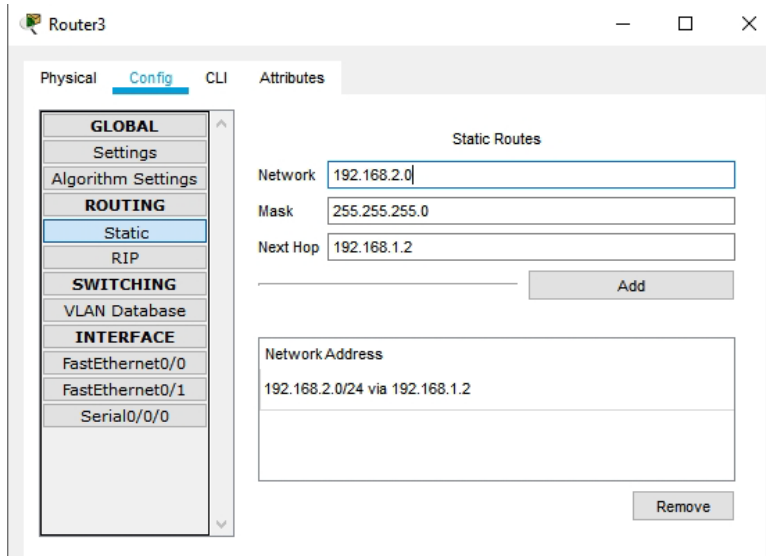 Router3
Physical Config CLI Attributes
GLOBAL
Settings
Algorithm Settings
ROUTING
Static
RIP
SWITCHING
VLAN Database
INTERFACE
FastEthernet0/0
FastEthernet0/1
Serial0/0/0
Static Routes
Network 192.168.2.0
Mask 255.255.255.0
Next Hop 192.168.1.2
Add
Network Address
192.168.2.0/24 via 192.168.1.2
Remove